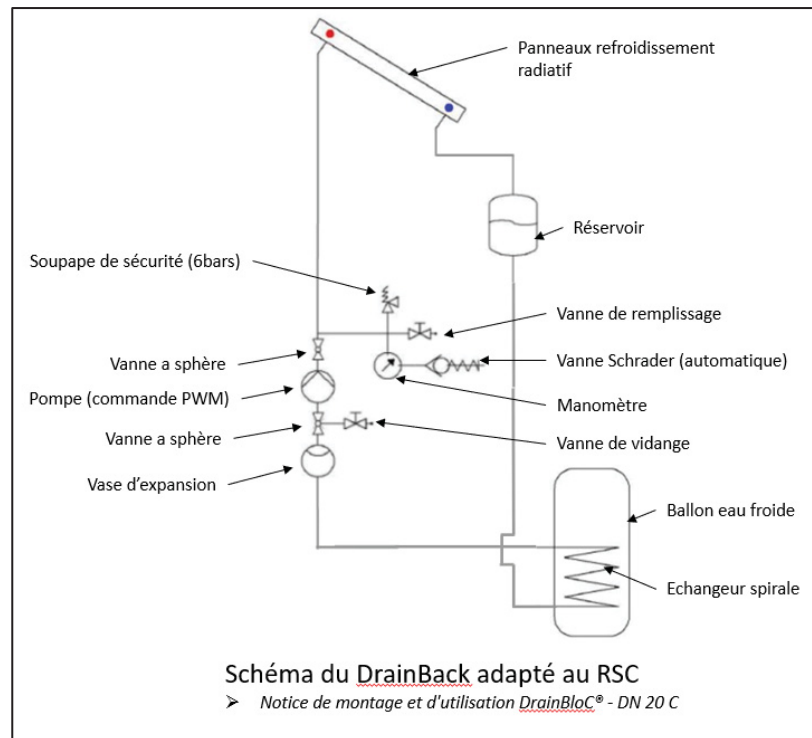 Panneaux refroidissement
radiatif
Réservoir
Soupape de sécurité (6bars)
Vanne de remplissage
Vanne a sphère
Vanne Schrader (automatique)
Pompe (commande PWM)
Manomètre
Vanne a sphère
Vanne de vidange
Vase d’expansion
Ballon eau froide
Echangeur spirale
Schéma du DrainBack adapté au RSC
➢ Notice de montage et d'utilisation DrainBloC® - DN 20 C